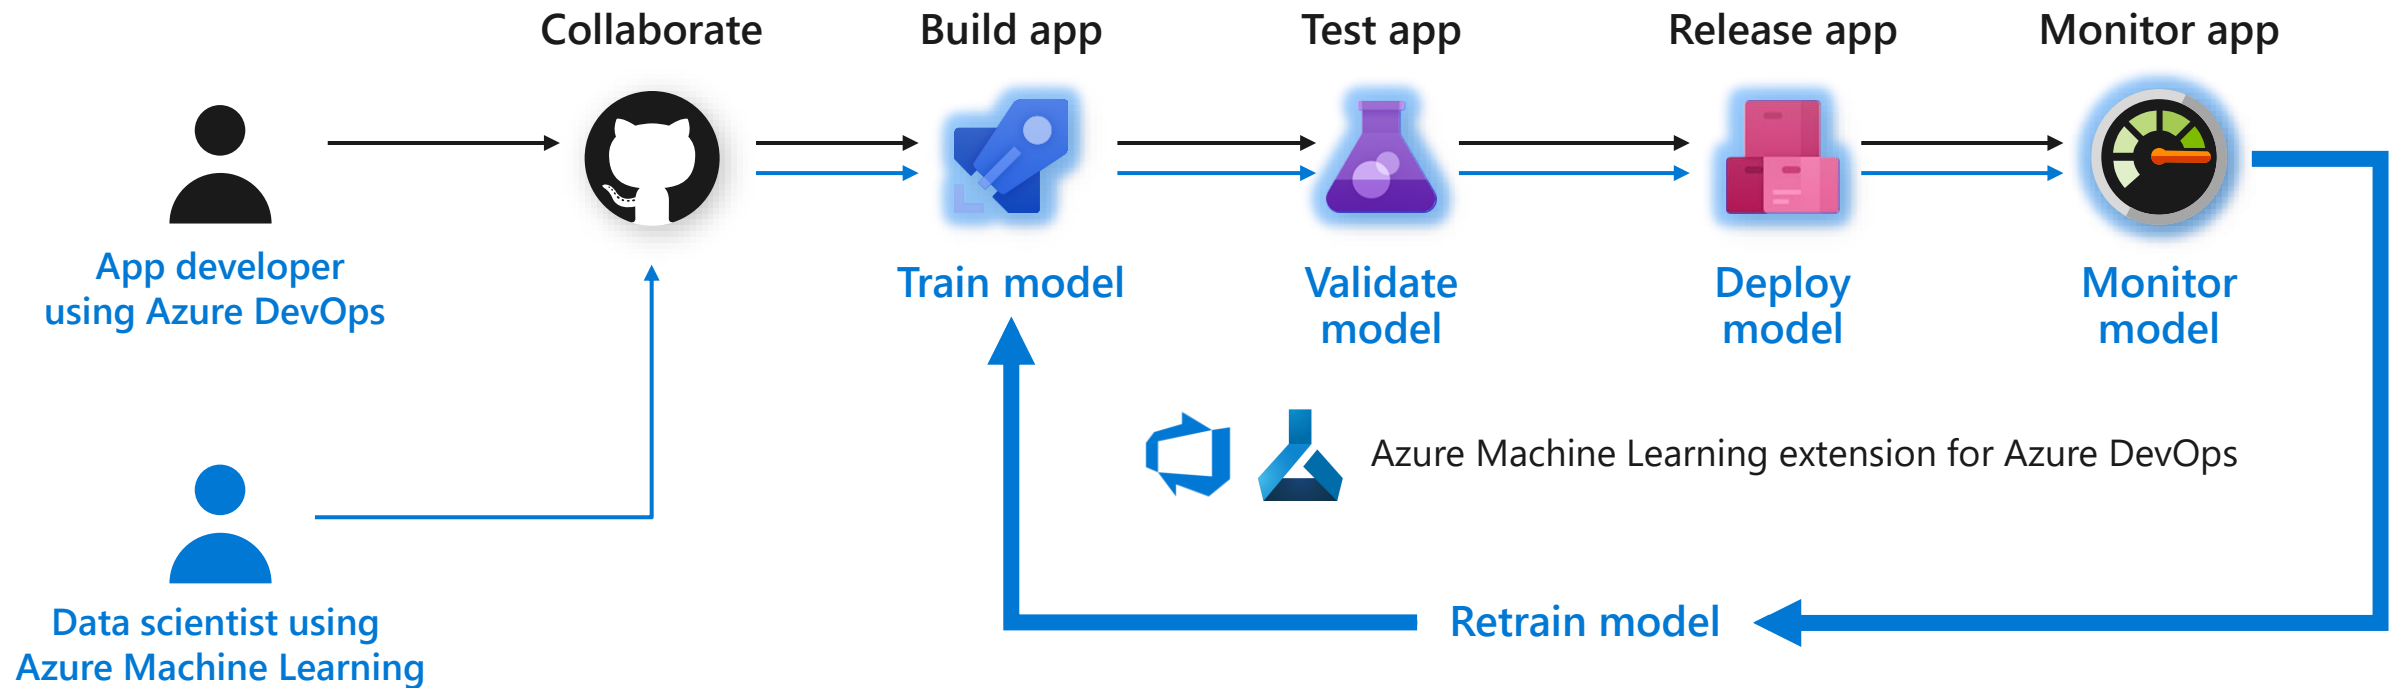 Collaborate
Build app
Test app
Release app
Monitor app
App developer
using Azure DevOps
Train model
Validate
model
Deploy
model
Monitor
model
Azure Machine Learning extension for Azure DevOps
Data scientist using
Azure Machine Learning
Retrain model